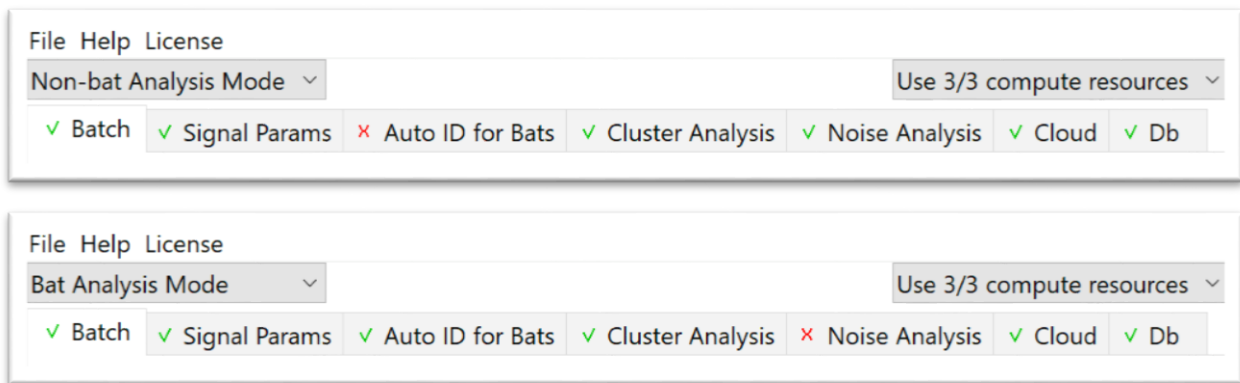 File Help License
Non-bat Analysis Mode Use 3/3 compute resources
✓ Batch ✓ Signal Params X Auto ID for Bats ✓ Cluster Analysis ✓ Noise Analysis ✓ Cloud ✓ Db
File Help License
Bat Analysis Mode Use 3/3 compute resources
✓ Batch ✓ Signal Params ✓ Auto ID for Bats ✓ Cluster Analysis X Noise Analysis ✓ Cloud ✓ Db